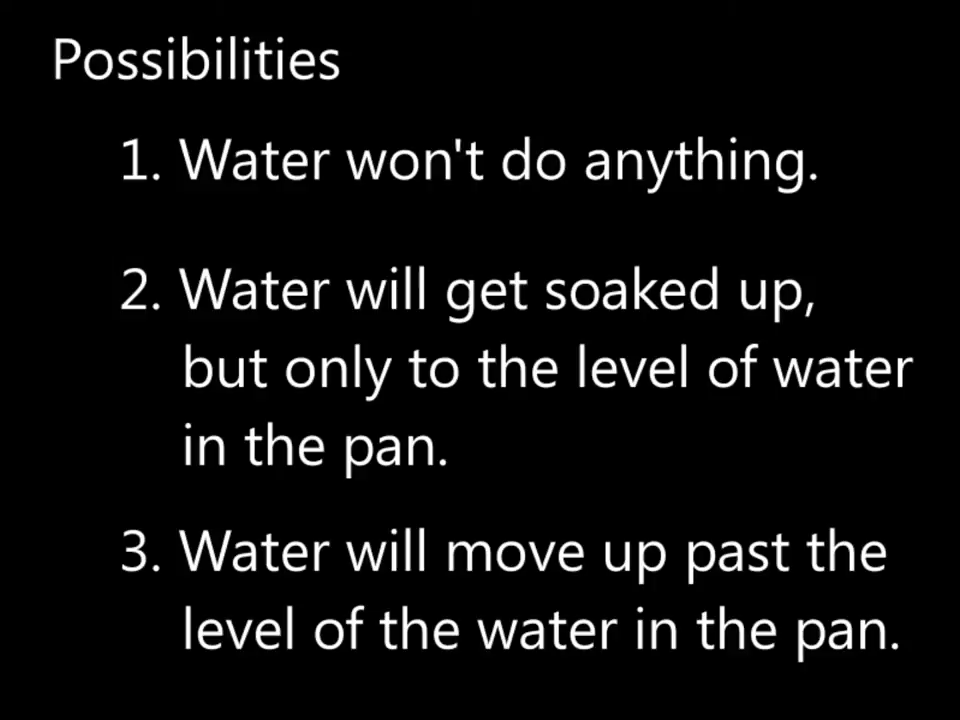 Possibilities
1. Water won't do anything.
2. Water will get soaked up,
but only to the level of water
in the pan.
3. Water will move up past the
level of the water in the pan.